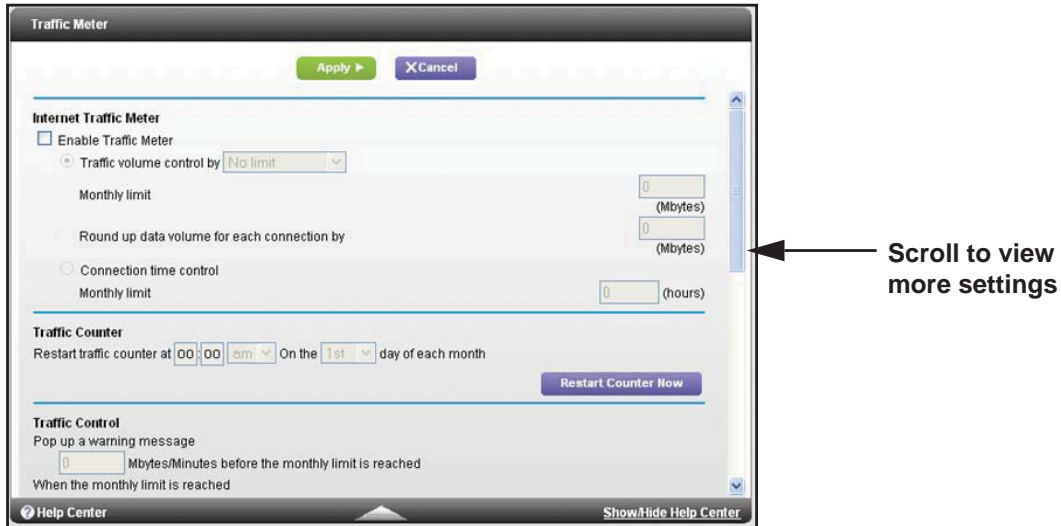 Traffic Meter
Apply
Cancel
Internet Traffic Meter
Enable Traffic Meter
Traffic volume control by No limit
Monthly limit 0
(Mbytes)
Round up data volume for each connection by 0
(Mbytes)
Connection time control
Monthly limit 0 (hours)
Scroll to view
more settings
Traffic Counter
Restart traffic counter at 00:00 am On the 1st day of each month
Restart Counter Now
Traffic Control
Pop up a warning message
0 Mbytes/Minutes before the monthly limit is reached
When the monthly limit is reached
Help Center
Show/Hide Help Center